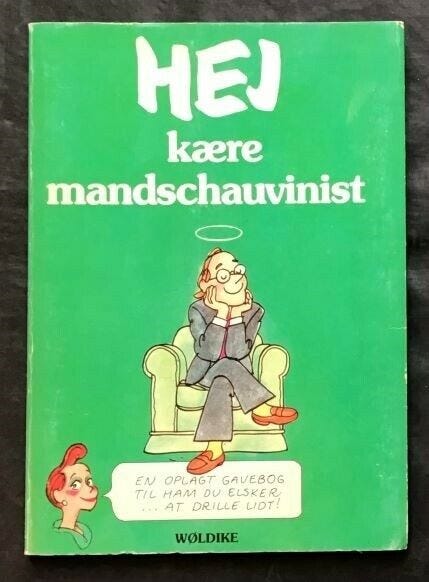 HEJ
kære
mandschauvinist
EN OPLAGT GAVEBOG
TIL HAM DU ELSKER
... AT DRILLE LIDT!
WØLDIKE